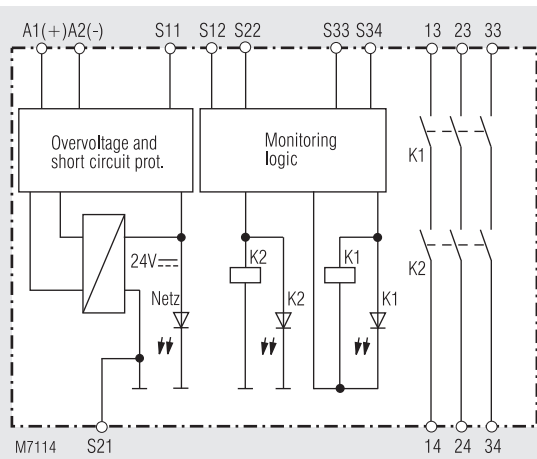 A1(+) A2(-) S11 S12 S22 S33 S34 13 23 33
Overvoltage and
short circuit prot.
Monitoring
logic
K1
K2 K1 K2
24V
Netz K2 K1
M7114 S21 14 24 34